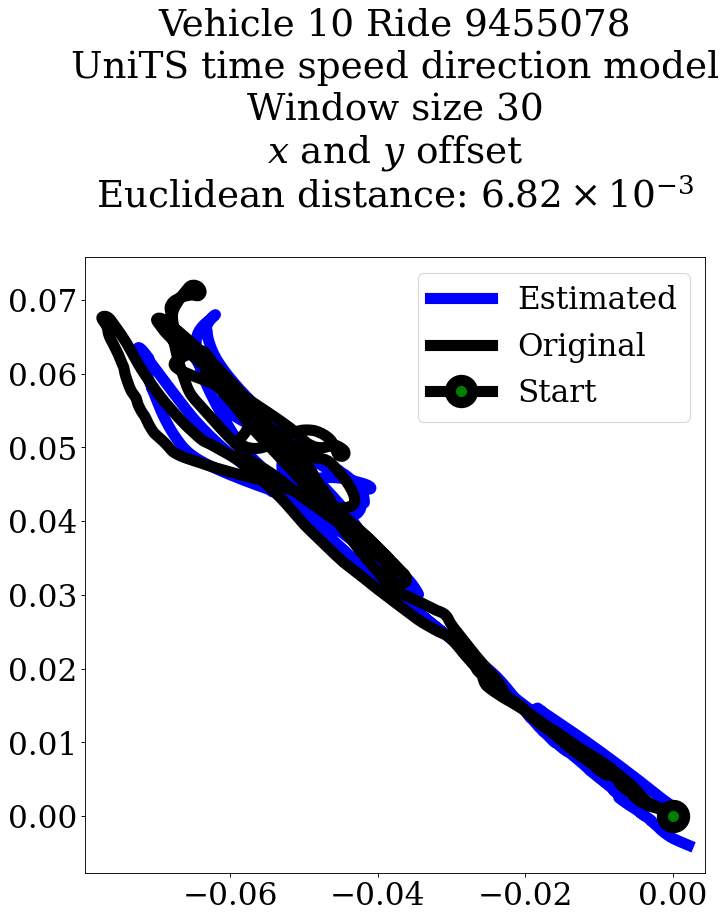 Vehicle 10 Ride 9455078
UniTS time speed direction model
Window size 30
x and y offset
Euclidean distance: 6.82 × 10⁻³
Estimated
Original
Start
0.07
0.06
0.05
0.04
0.03
0.02
0.01
0.00
−0.06 −0.04 −0.02 0.00